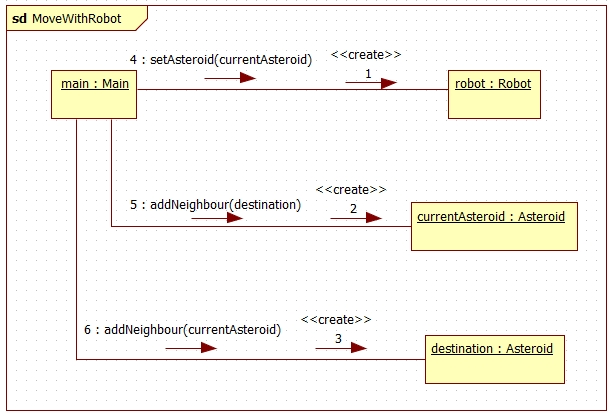 sd MoveWithRobot
4 : setAsteroid(currentAsteroid)
<<create>>
1
main : Main
robot : Robot
5 : addNeighbour(destination)
<<create>>
2
currentAsteroid : Asteroid
6 : addNeighbour(currentAsteroid)
<<create>>
3
destination : Asteroid